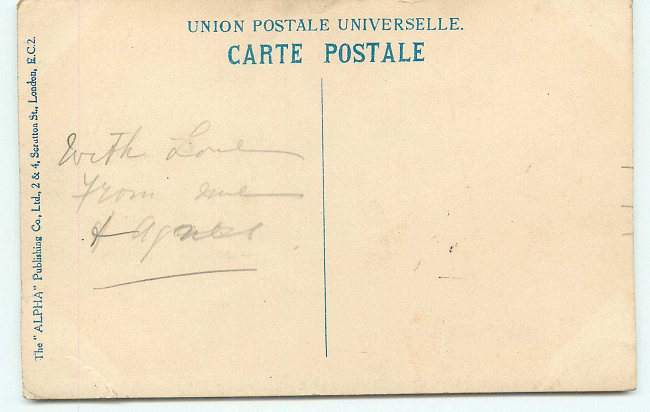 UNION POSTALE UNIVERSELLE.
CARTE POSTALE
The "ALPHA" Publishing Co., Ltd., 2 & 4, Scrutton St., London, E.C.2.
With Love
From me
& Agnes.